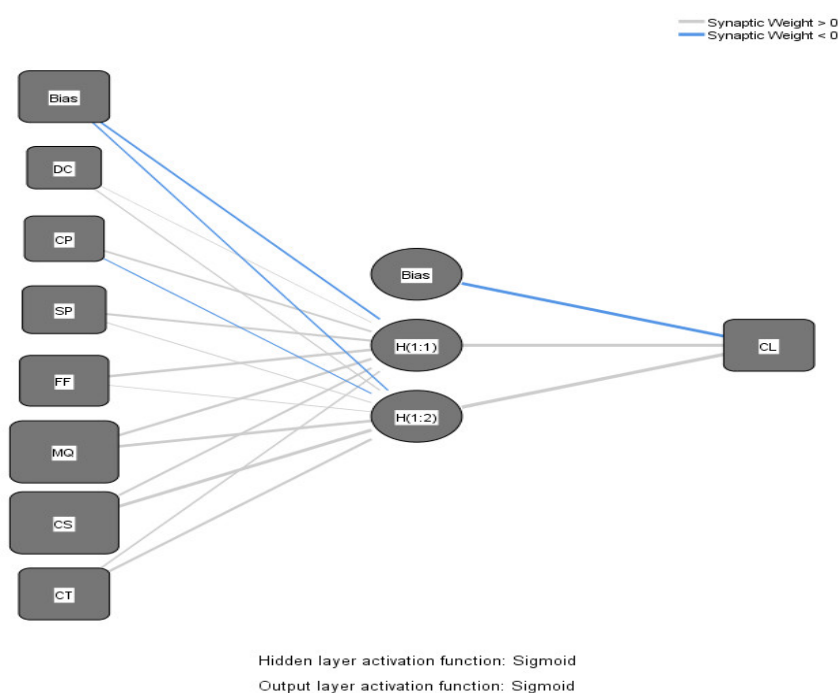 Synaptic Weight > 0
Synaptic Weight < 0
Bias
DC
CP
SP
FF
MQ
CS
CT
Bias
H(1:1)
H(1:2)
CL
Hidden layer activation function: Sigmoid
Output layer activation function: Sigmoid